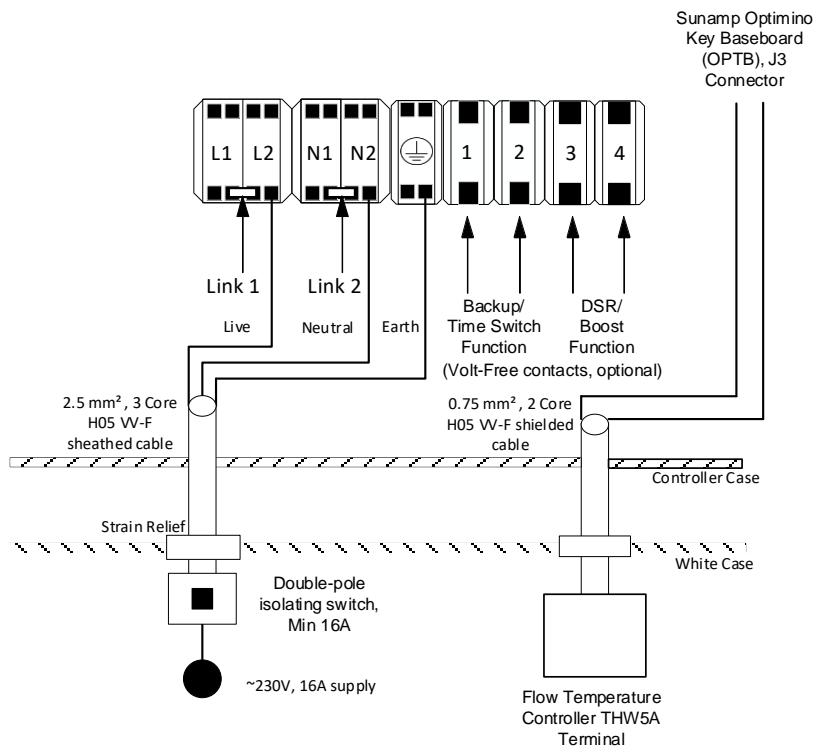 Sunamp Optimino
Key Baseboard
(OPTB), J3
Connector
L1
L2
N1
N2
1
2
3
4
Link 1
Link 2
Live
Neutral
Earth
Backup/
Time Switch
Function
DSR/
Boost
Function
(Volt-Free contacts, optional)
2.5 mm², 3 Core
H05 VV-F
sheathed cable
0.75 mm², 2 Core
H05 VV-F shielded
cable
Controller Case
Strain Relief
White Case
Double-pole
isolating switch,
Min 16A
~230V, 16A supply
Flow Temperature
Controller THW5A
Terminal